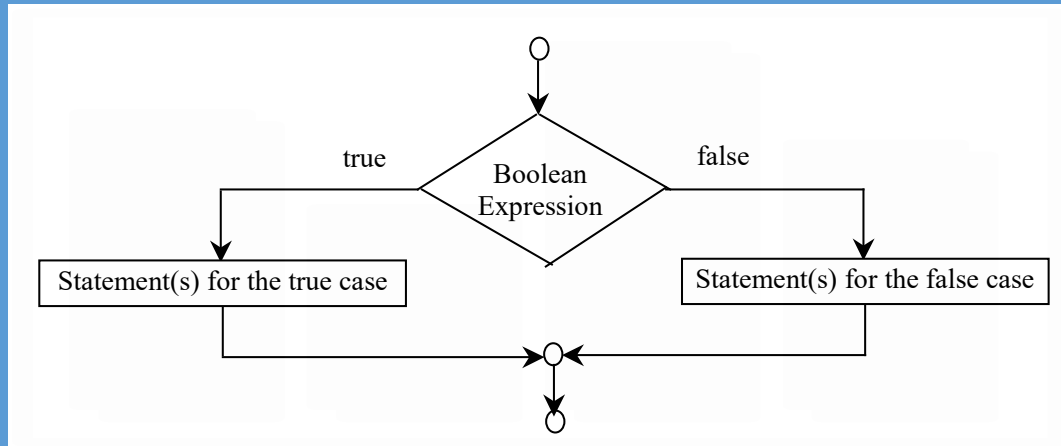 true
false
Boolean
Expression
Statement(s) for the true case
Statement(s) for the false case